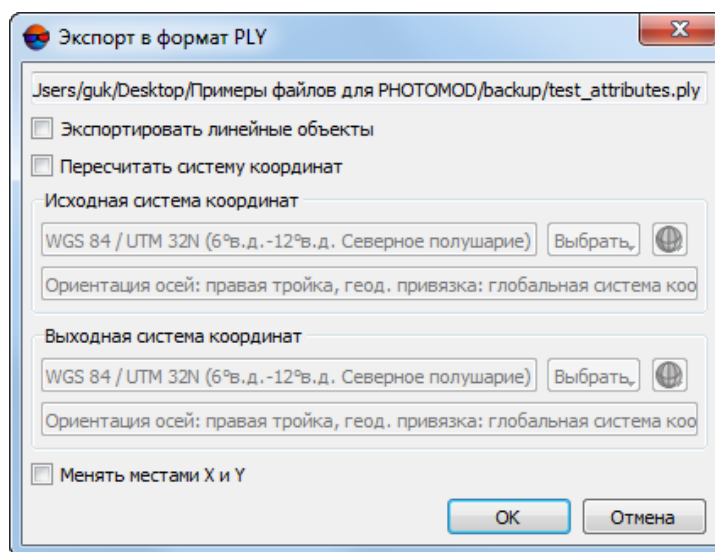 Экспорт в формат PLY
Jsers/guk/Desktop/Примеры файлов для PHOTOMOD/backup/test_attributes.ply
Экспортировать линейные объекты
Пересчитать систему координат
Исходная система координат
WGS 84 / UTM 32N (6°в.д.-12°в.д. Северное полушарие) Выбрать
Ориентация осей: правая тройка, геод. привязка: глобальная система коо
Выходная система координат
WGS 84 / UTM 32N (6°в.д.-12°в.д. Северное полушарие) Выбрать
Ориентация осей: правая тройка, геод. привязка: глобальная система коо
Менять местами X и Y
OK Отмена